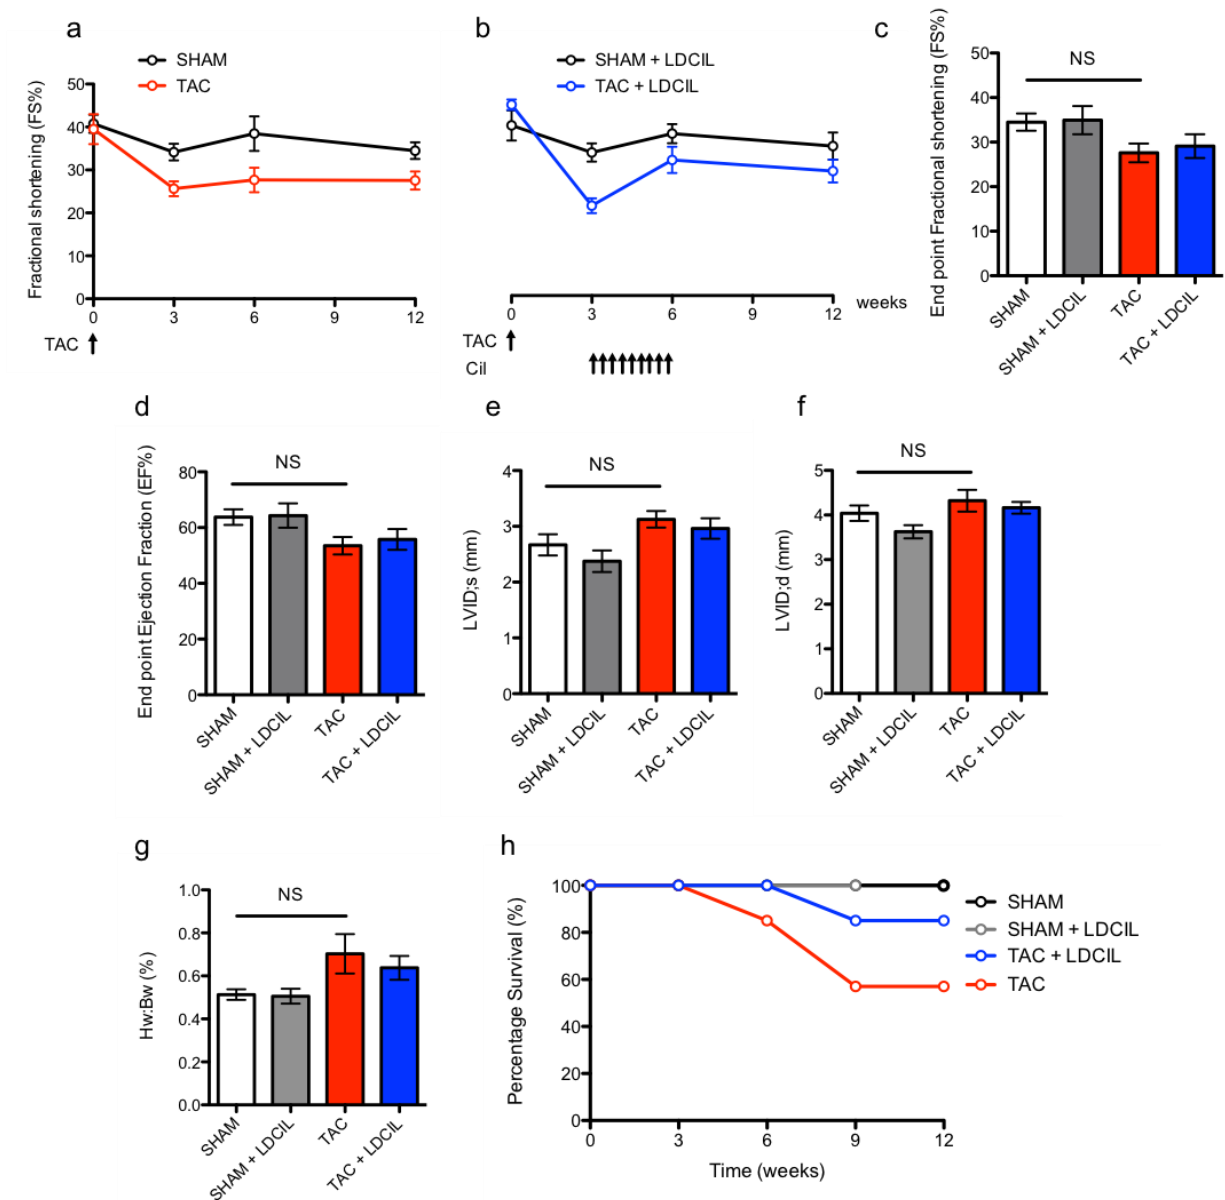 a
SHAM
TAC
Fractional shortening (FS%)
50
40
30
20
10
0
0 3 6 9 12
TAC
b
SHAM + LDCIL
TAC + LDCIL
0 3 6 9 12
weeks
TAC
Cil
c
End point Fractional shortening (FS%)
50
40
30
20
10
0
NS
SHAM
SHAM + LDCIL
TAC
TAC + LDCIL
d
End point Ejection Fraction (EF%)
80
60
40
20
0
NS
SHAM
SHAM + LDCIL
TAC
TAC + LDCIL
e
LVID;s (mm)
4
3
2
1
0
NS
SHAM
SHAM + LDCIL
TAC
TAC + LDCIL
f
LVID;d (mm)
5
4
3
2
1
0
NS
SHAM
SHAM + LDCIL
TAC
TAC + LDCIL
g
Hw:Bw (%)
1.0
0.8
0.6
0.4
0.2
0.0
NS
SHAM
SHAM + LDCIL
TAC
TAC + LDCIL
h
Percentage Survival (%)
100
80
60
40
20
0
0 3 6 9 12
Time (weeks)
SHAM
SHAM + LDCIL
TAC + LDCIL
TAC